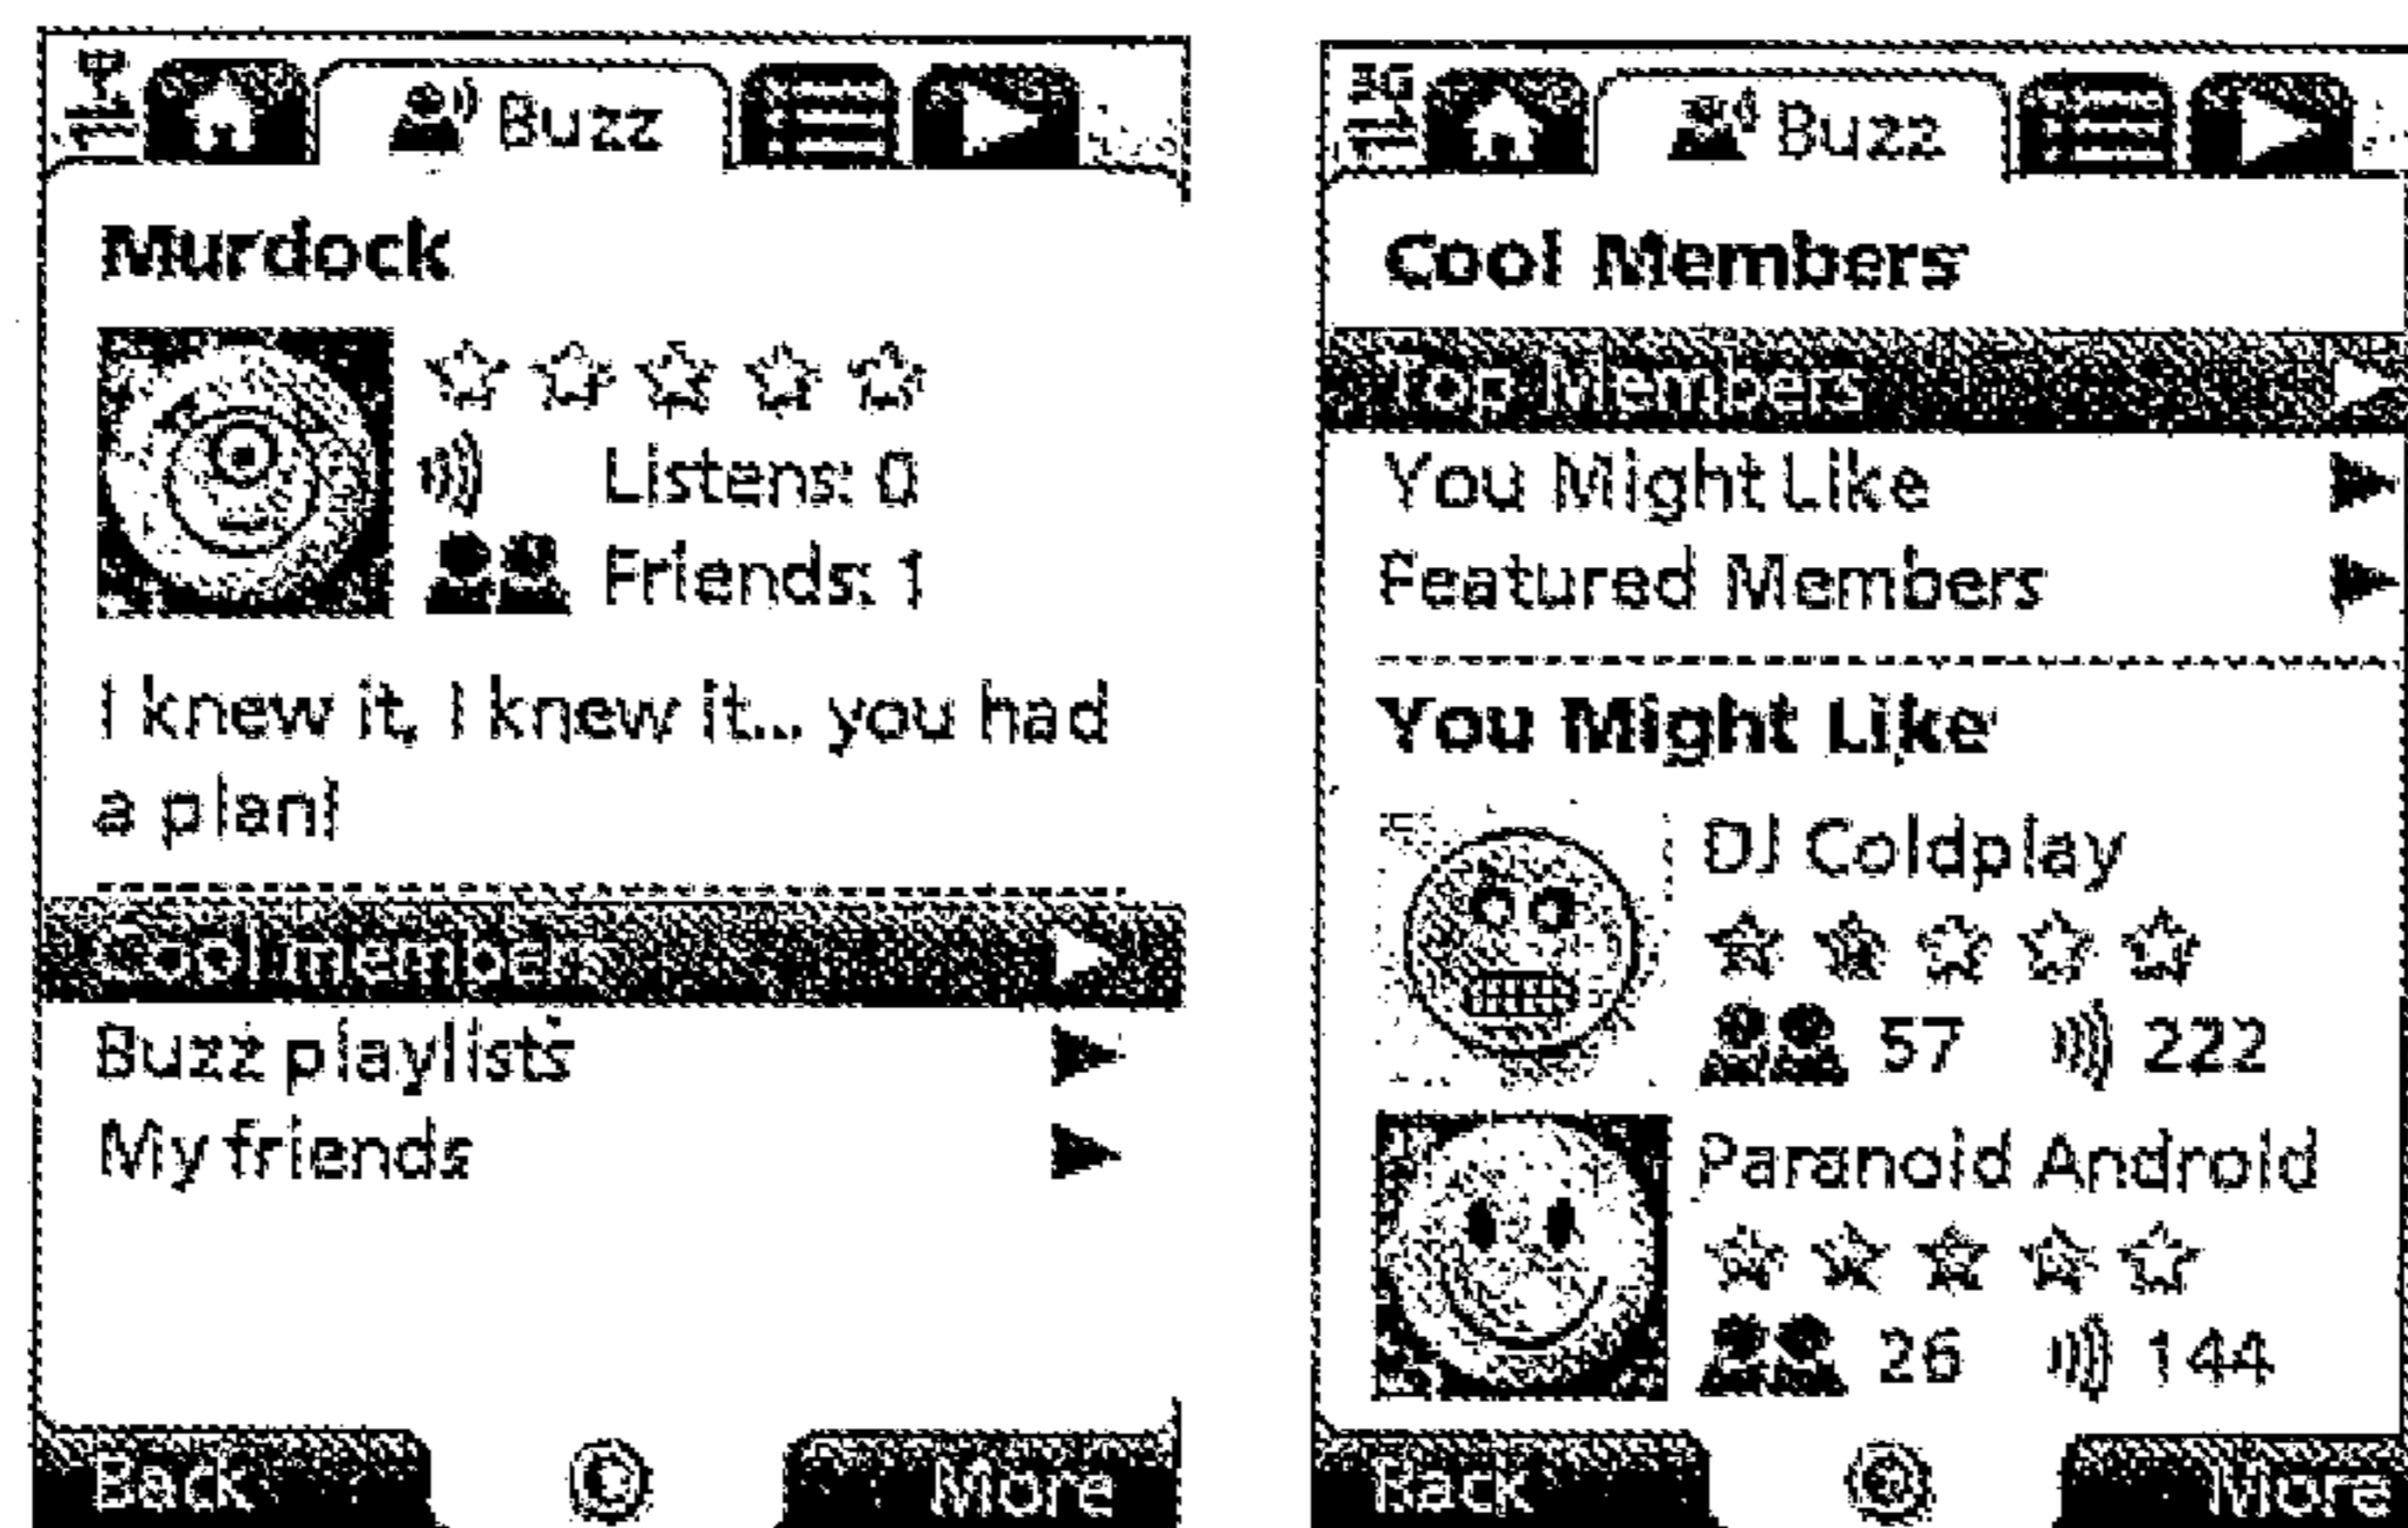 Buzz
Murdock
Listens: 0
Friends: 1
I knew it, I knew it... you had
a plan!
Cool members
Buzz playlists
My friends
Back
More
3G
Buzz
Cool Members
Top Members
You Might Like
Featured Members
You Might Like
DJ Coldplay
57 222
Paranoid Android
26 144
Back
More